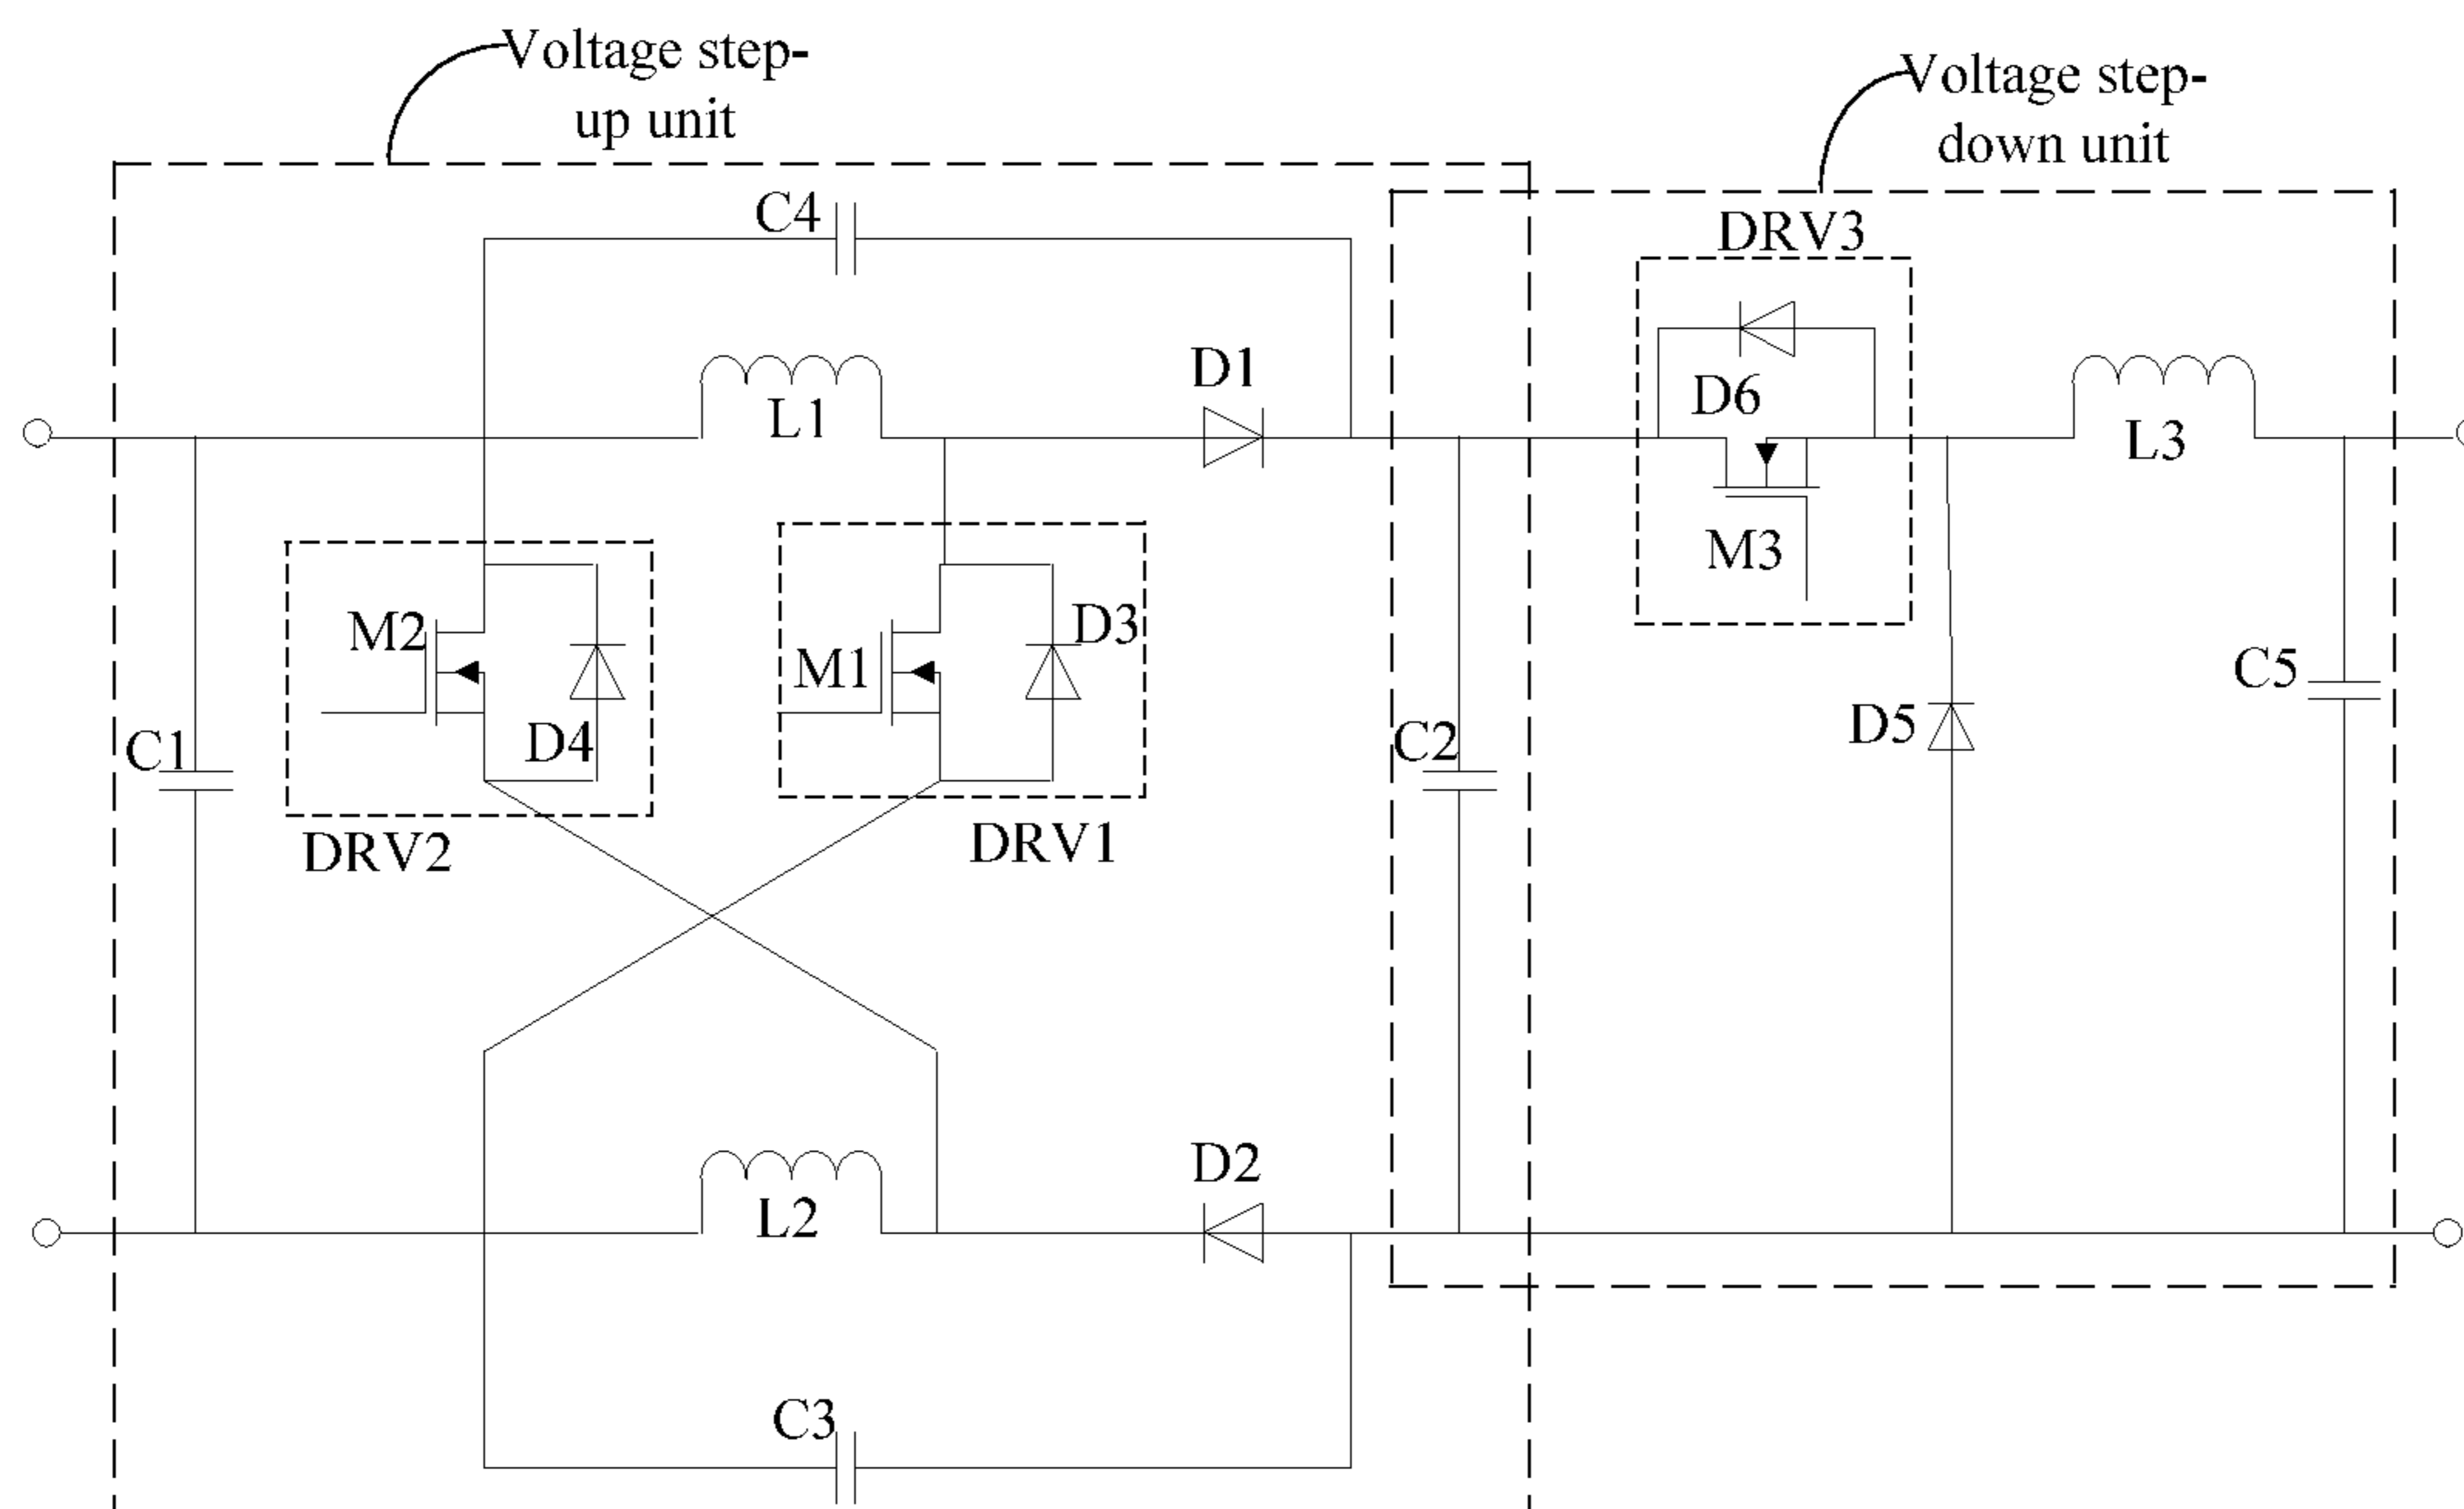 Voltage step-
up unit
Voltage step-
down unit
C4
DRV3
D1
L1
D6
L3
M3
M2
M1
D3
C5
D4
D5
C1
C2
DRV2
DRV1
D2
L2
C3